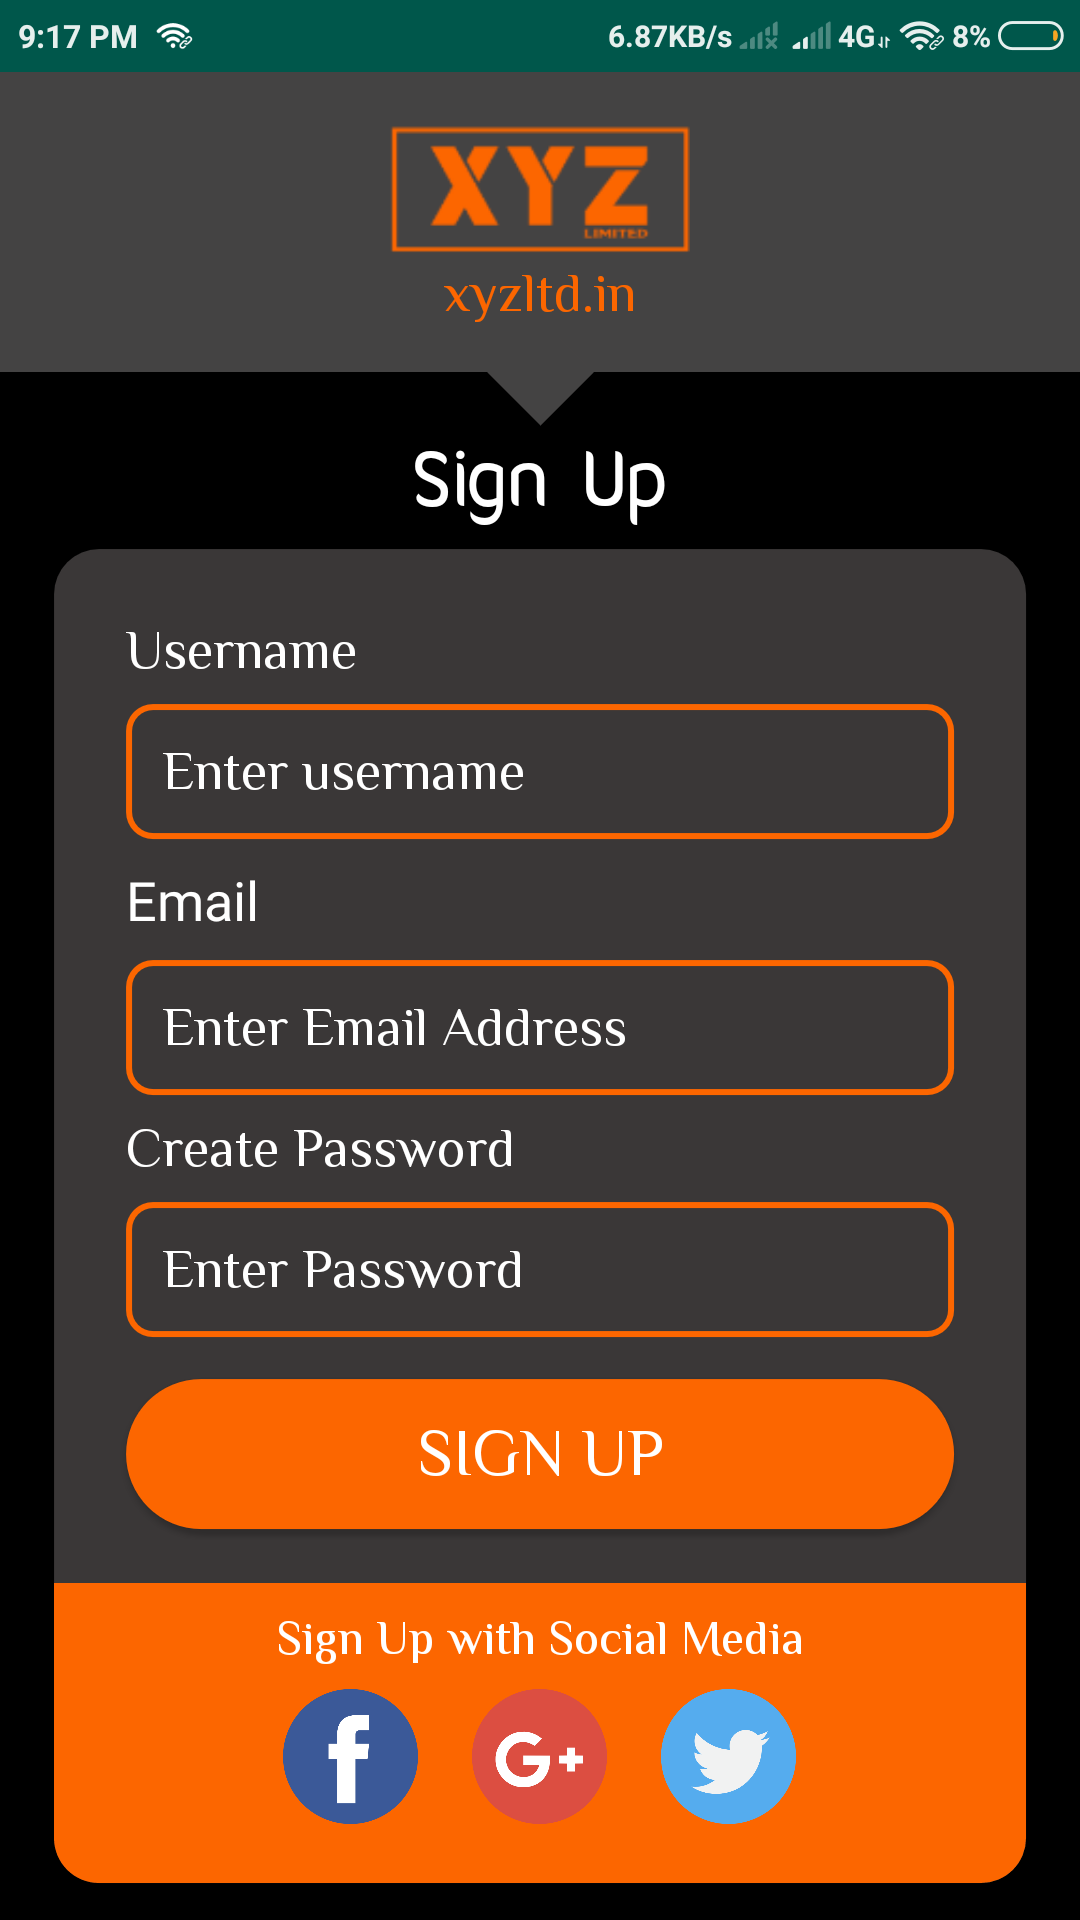 9:17 PM 6.87KB/s 4G 8%
XYZ
LIMITED
xyzltd.in
Sign Up
Username
Enter username
Email
Enter Email Address
Create Password
Enter Password
SIGN UP
Sign Up with Social Media
f G+